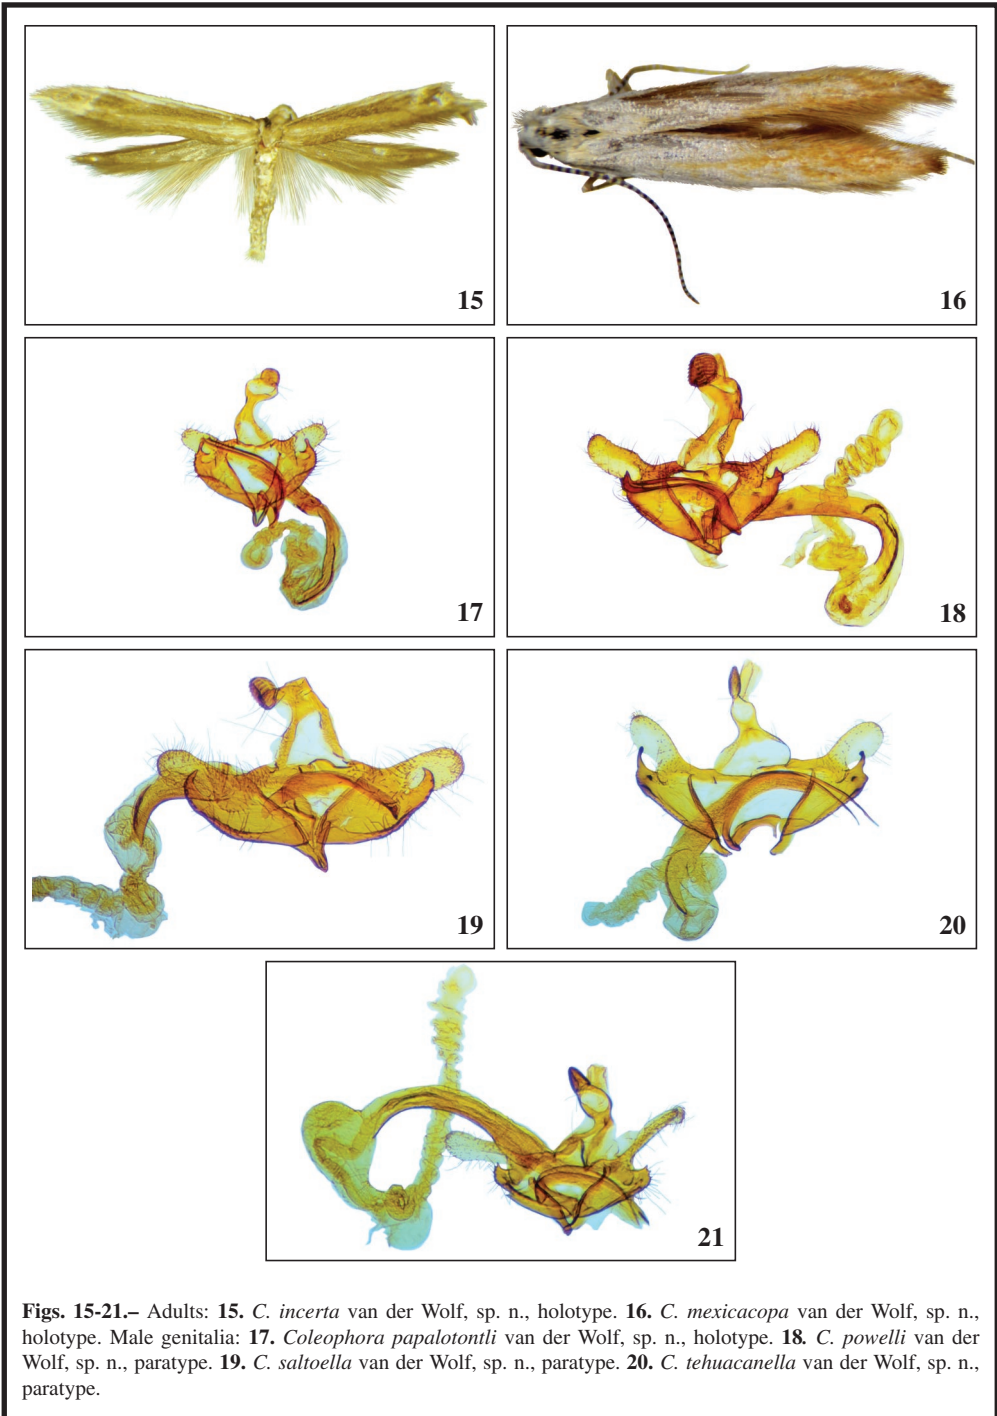 15
16
17
18
19
20
21
Figs. 15-21.– Adults: 15. C. incerta van der Wolf, sp. n., holotype. 16. C. mexicacopa van der Wolf, sp. n.,
holotype. Male genitalia: 17. Coleophora papalotontli van der Wolf, sp. n., holotype. 18. C. powelli van der
Wolf, sp. n., paratype. 19. C. saltoella van der Wolf, sp. n., paratype. 20. C. tehuacanella van der Wolf, sp. n.,
paratype.